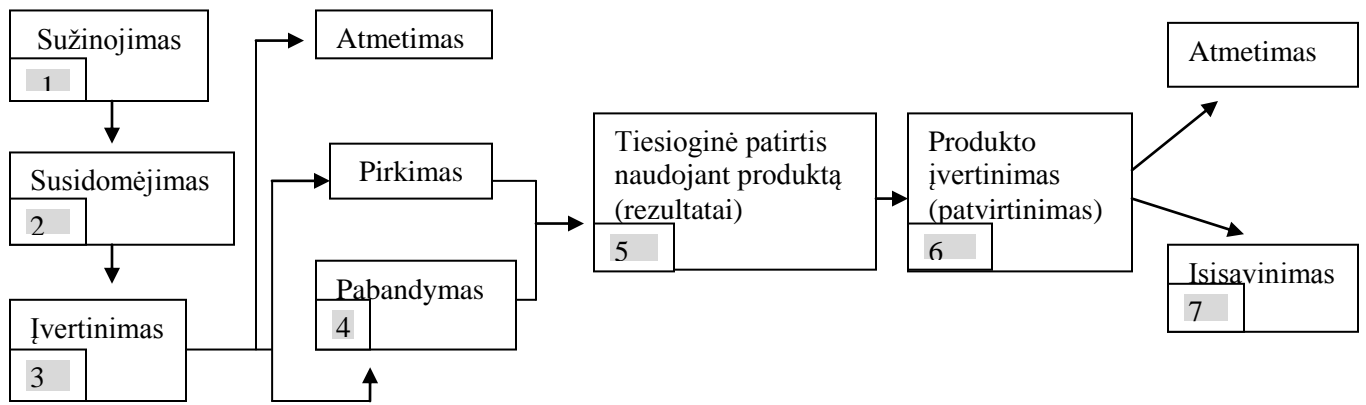 Sužinojimas
1
Susidomėjimas
2
Įvertinimas
3
Atmetimas
Pirkimas
Pabandymas
4
Tiesioginė patirtis
naudojant produktą
(rezultatai)
5
Produkto
įvertinimas
(patvirtinimas)
6
Atmetimas
Isisavinimas
7